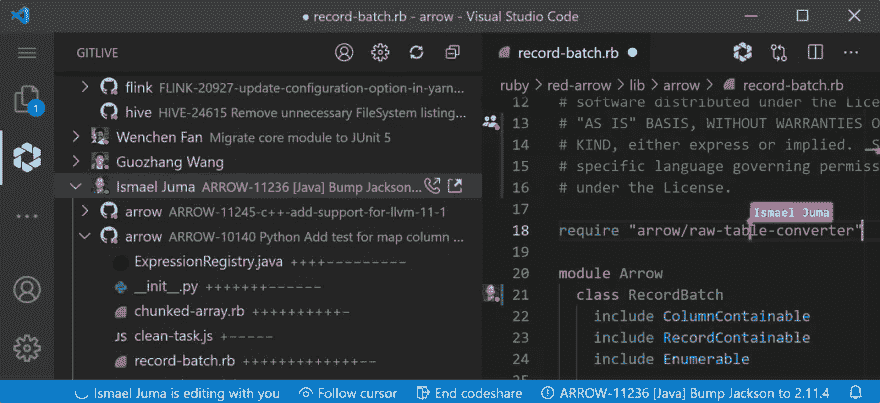 record-batch.rb - arrow - Visual Studio Code
GITLIVE
flink FLINK-20927-update-configuration-option-in-yarn...
hive HIVE-24615 Remove unnecessary FileSystem listing...
1
Wenchen Fan Migrate core module to JUnit 5
Guozhang Wang
Ismael Juma ARROW-11236 [Java] Bump Jackson...
arrow ARROW-11245-c++-add-support-for-llvm-11-1
arrow ARROW-10140 Python Add test for map column ...
ExpressionRegistry.java ++++---------
__init__.py +++++++------
chunked-array.rb +++++++++++-
JS clean-task.js +-----
record-batch.rb +++++++++++++--
record-batch.rb
ruby > red-arrow > lib > arrow > record-batch.rb
12 # software distributed under the Lice
13 # "AS IS" BASIS, WITHOUT WARRANTIES O
14 # KIND, either express or implied. S
15 # specific language governing permiss
16 # under the License.
17
Ismael Juma
18 require "arrow/raw-table-converter"
19
20 module Arrow
21 class RecordBatch
22 include ColumnContainable
23 include RecordContainable
24 include Enumerable
25
Ismael Juma is editing with you Follow cursor End codeshare ARROW-11236 [Java] Bump Jackson to 2.11.4